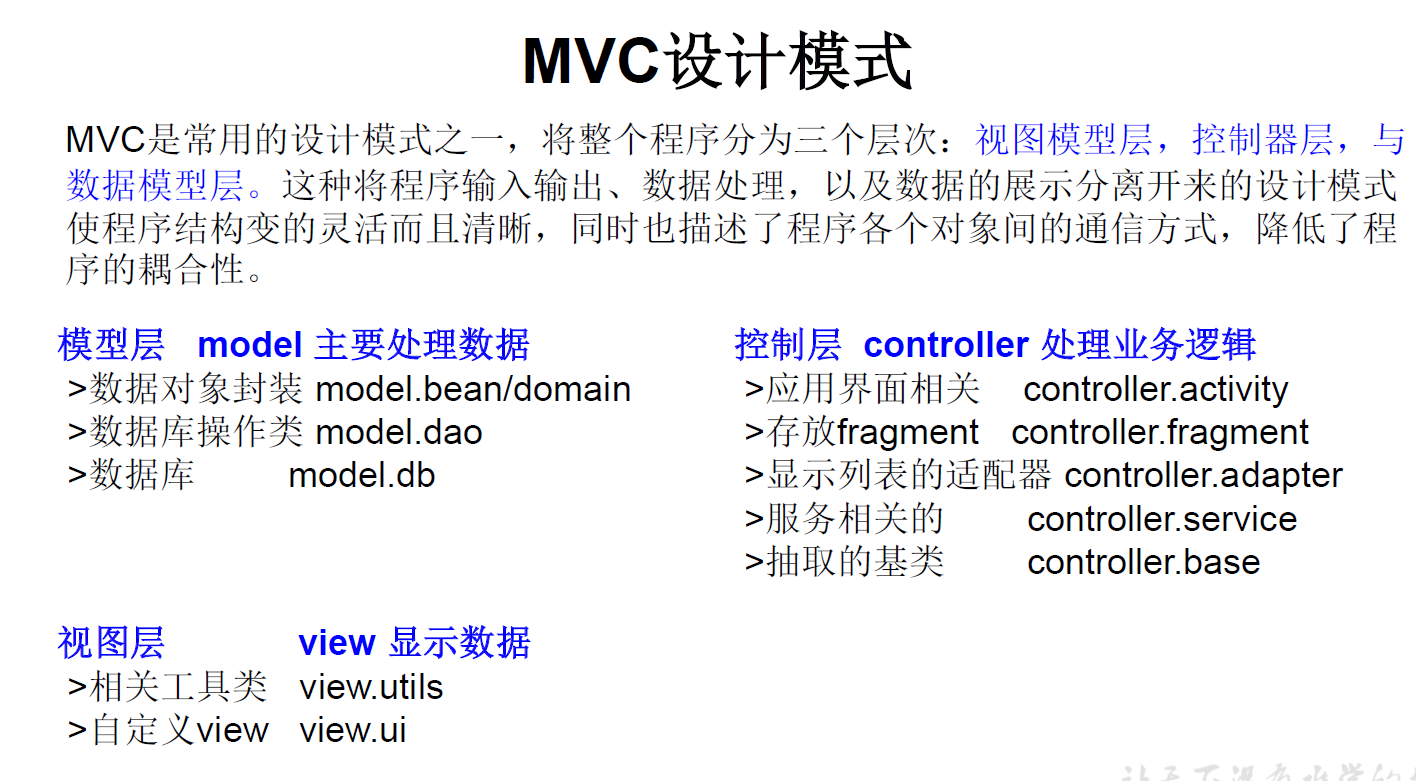 MVC设计模式
MVC是常用的设计模式之一，将整个程序分为三个层次：视图模型层，控制器层，与
数据模型层。这种将程序输入输出、数据处理，以及数据的展示分离开来的设计模式
使程序结构变的灵活而且清晰，同时也描述了程序各个对象间的通信方式，降低了程
序的耦合性。
模型层 model 主要处理数据
>数据对象封装 model.bean/domain
>数据库操作类 model.dao
>数据库 model.db
控制层 controller 处理业务逻辑
>应用界面相关 controller.activity
>存放fragment controller.fragment
>显示列表的适配器 controller.adapter
>服务相关的 controller.service
>抽取的基类 controller.base
视图层 view 显示数据
>相关工具类 view.utils
>自定义view view.ui